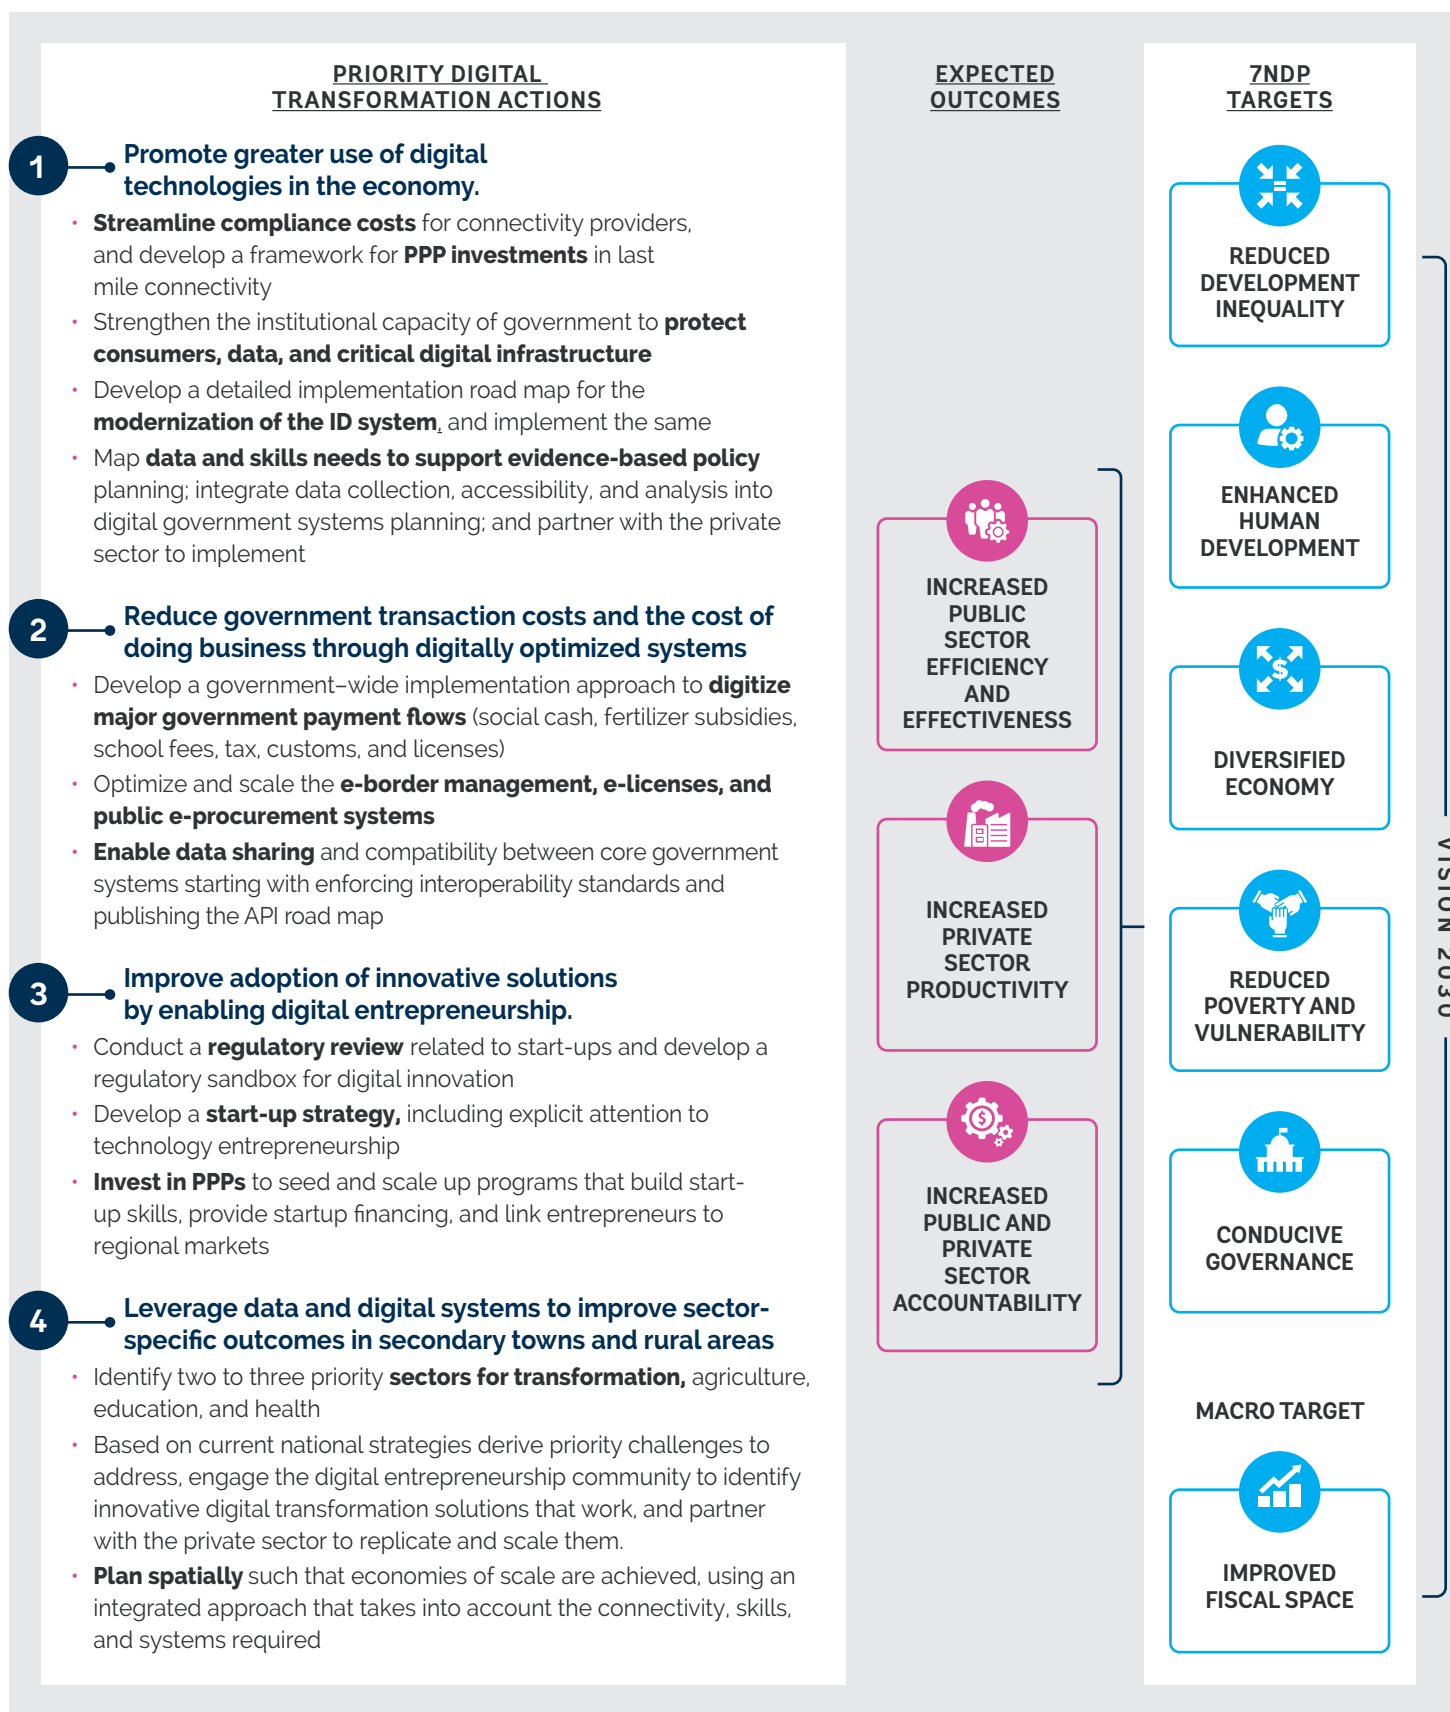 PRIORITY DIGITAL
TRANSFORMATION ACTIONS
1
Promote greater use of digital
technologies in the economy.
• Streamline compliance costs for connectivity providers,
and develop a framework for PPP investments in last
mile connectivity
• Strengthen the institutional capacity of government to protect
consumers, data, and critical digital infrastructure
• Develop a detailed implementation road map for the
modernization of the ID system, and implement the same
• Map data and skills needs to support evidence-based policy
planning; integrate data collection, accessibility, and analysis into
digital government systems planning; and partner with the private
sector to implement
2
Reduce government transaction costs and the cost of
doing business through digitally optimized systems
• Develop a government–wide implementation approach to digitize
major government payment flows (social cash, fertilizer subsidies,
school fees, tax, customs, and licenses)
• Optimize and scale the e-border management, e-licenses, and
public e-procurement systems
• Enable data sharing and compatibility between core government
systems starting with enforcing interoperability standards and
publishing the API road map
3
Improve adoption of innovative solutions
by enabling digital entrepreneurship.
• Conduct a regulatory review related to start-ups and develop a
regulatory sandbox for digital innovation
• Develop a start-up strategy, including explicit attention to
technology entrepreneurship
• Invest in PPPs to seed and scale up programs that build start-
up skills, provide startup financing, and link entrepreneurs to
regional markets
4
Leverage data and digital systems to improve sector-
specific outcomes in secondary towns and rural areas
• Identify two to three priority sectors for transformation, agriculture,
education, and health
• Based on current national strategies derive priority challenges to
address, engage the digital entrepreneurship community to identify
innovative digital transformation solutions that work, and partner
with the private sector to replicate and scale them.
• Plan spatially such that economies of scale are achieved, using an
integrated approach that takes into account the connectivity, skills,
and systems required
EXPECTED
OUTCOMES
INCREASED
PUBLIC
SECTOR
EFFICIENCY
AND
EFFECTIVENESS
INCREASED
PRIVATE
SECTOR
PRODUCTIVITY
$
INCREASED
PUBLIC AND
PRIVATE
SECTOR
ACCOUNTABILITY
7NDP
TARGETS
=
REDUCED
DEVELOPMENT
INEQUALITY
ENHANCED
HUMAN
DEVELOPMENT
$
DIVERSIFIED
ECONOMY
REDUCED
POVERTY AND
VULNERABILITY
CONDUCIVE
GOVERNANCE
MACRO TARGET
IMPROVED
FISCAL SPACE
VISION 2030